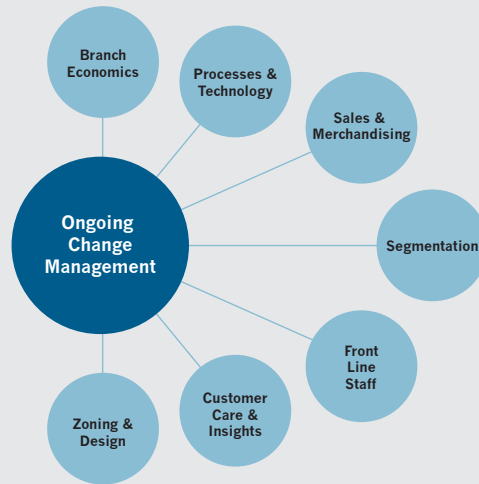 Branch
Economics
Processes &
Technology
Sales &
Merchandising
Ongoing
Change
Management
Segmentation
Front
Line
Staff
Customer
Care &
Insights
Zoning &
Design